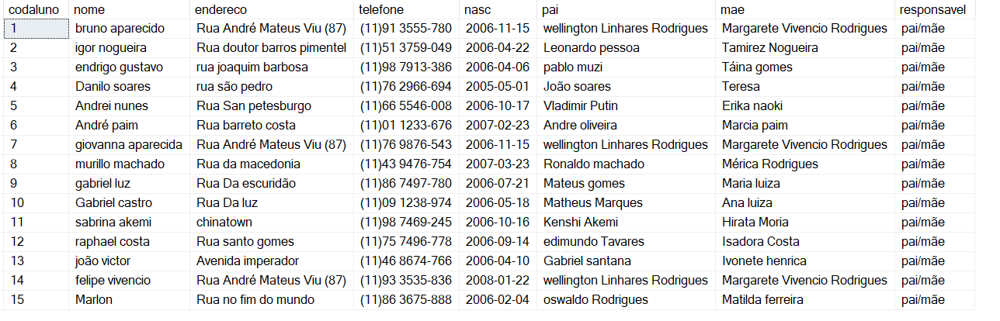 codaluno nome endereco telefone nasc pai mae responsavel
1 bruno aparecido Rua André Mateus Viu (87) (11)91 3555-780 2006-11-15 wellington Linhares Rodrigues Margarete Vivencio Rodrigues pai/mãe
2 igor nogueira Rua doutor barros pimentel (11)51 3759-049 2006-04-22 Leonardo pessoa Tamirez Nogueira pai/mãe
3 endrigo gustavo rua joaquim barbosa (11)98 7913-386 2006-04-06 pablo muzi Táina gomes pai/mãe
4 Danilo soares rua são pedro (11)76 2966-694 2005-05-01 João soares Teresa pai/mãe
5 Andrei nunes Rua San petesburgo (11)66 5546-008 2006-10-17 Vladimir Putin Erika naoki pai/mãe
6 André paim Rua barreto costa (11)01 1233-676 2007-02-23 Andre oliveira Marcia paim pai/mãe
7 giovanna aparecida Rua André Mateus Viu (87) (11)76 9876-543 2006-11-15 wellington Linhares Rodrigues Margarete Vivencio Rodrigues pai/mãe
8 murillo machado Rua da macedonia (11)43 9476-754 2007-03-23 Ronaldo machado Mérica Rodrigues pai/mãe
9 gabriel luz Rua Da escuridão (11)86 7497-780 2006-07-21 Mateus gomes Maria luiza pai/mãe
10 Gabriel castro Rua Da luz (11)09 1238-974 2006-05-18 Matheus Marques Ana luiza pai/mãe
11 sabrina akemi chinatown (11)98 7469-245 2006-10-16 Kenshi Akemi Hirata Moria pai/mãe
12 raphael costa Rua santo gomes (11)75 7496-778 2006-09-14 edimundo Tavares Isadora Costa pai/mãe
13 joão victor Avenida imperador (11)46 8674-766 2006-04-10 Gabriel santana Ivonete henrica pai/mãe
14 felipe vivencio Rua André Mateus Viu (87) (11)93 3535-836 2008-01-22 wellington Linhares Rodrigues Margarete Vivencio Rodrigues pai/mãe
15 Marlon Rua no fim do mundo (11)86 3675-888 2006-02-04 oswaldo Rodrigues Matilda ferreira pai/mãe